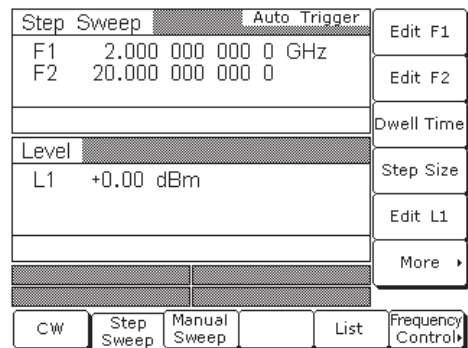 Step Sweep Auto Trigger
F1 2.000 000 000 0 GHz
F2 20.000 000 000 0
Level
L1 +0.00 dBm
Edit F1
Edit F2
Dwell Time
Step Size
Edit L1
More
CW
Step
Sweep
Manual
Sweep
List
Frequency
Control